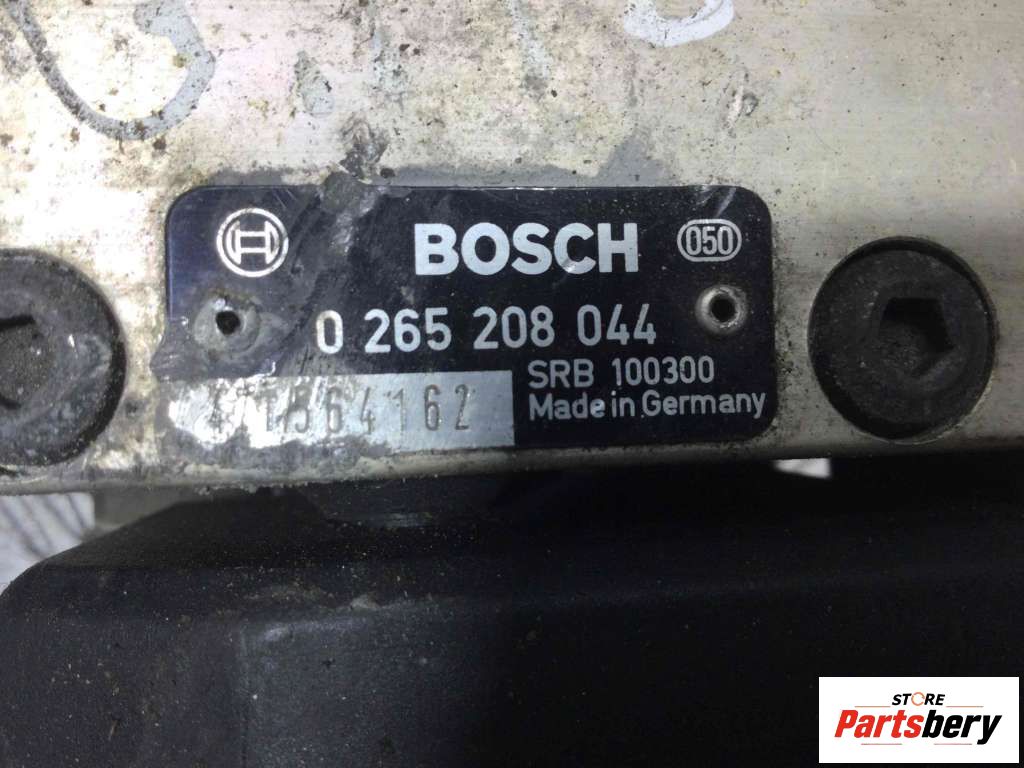 BOSCH 050
0 265 208 044
SRB 100300
Made in Germany
STORE
Partsbery